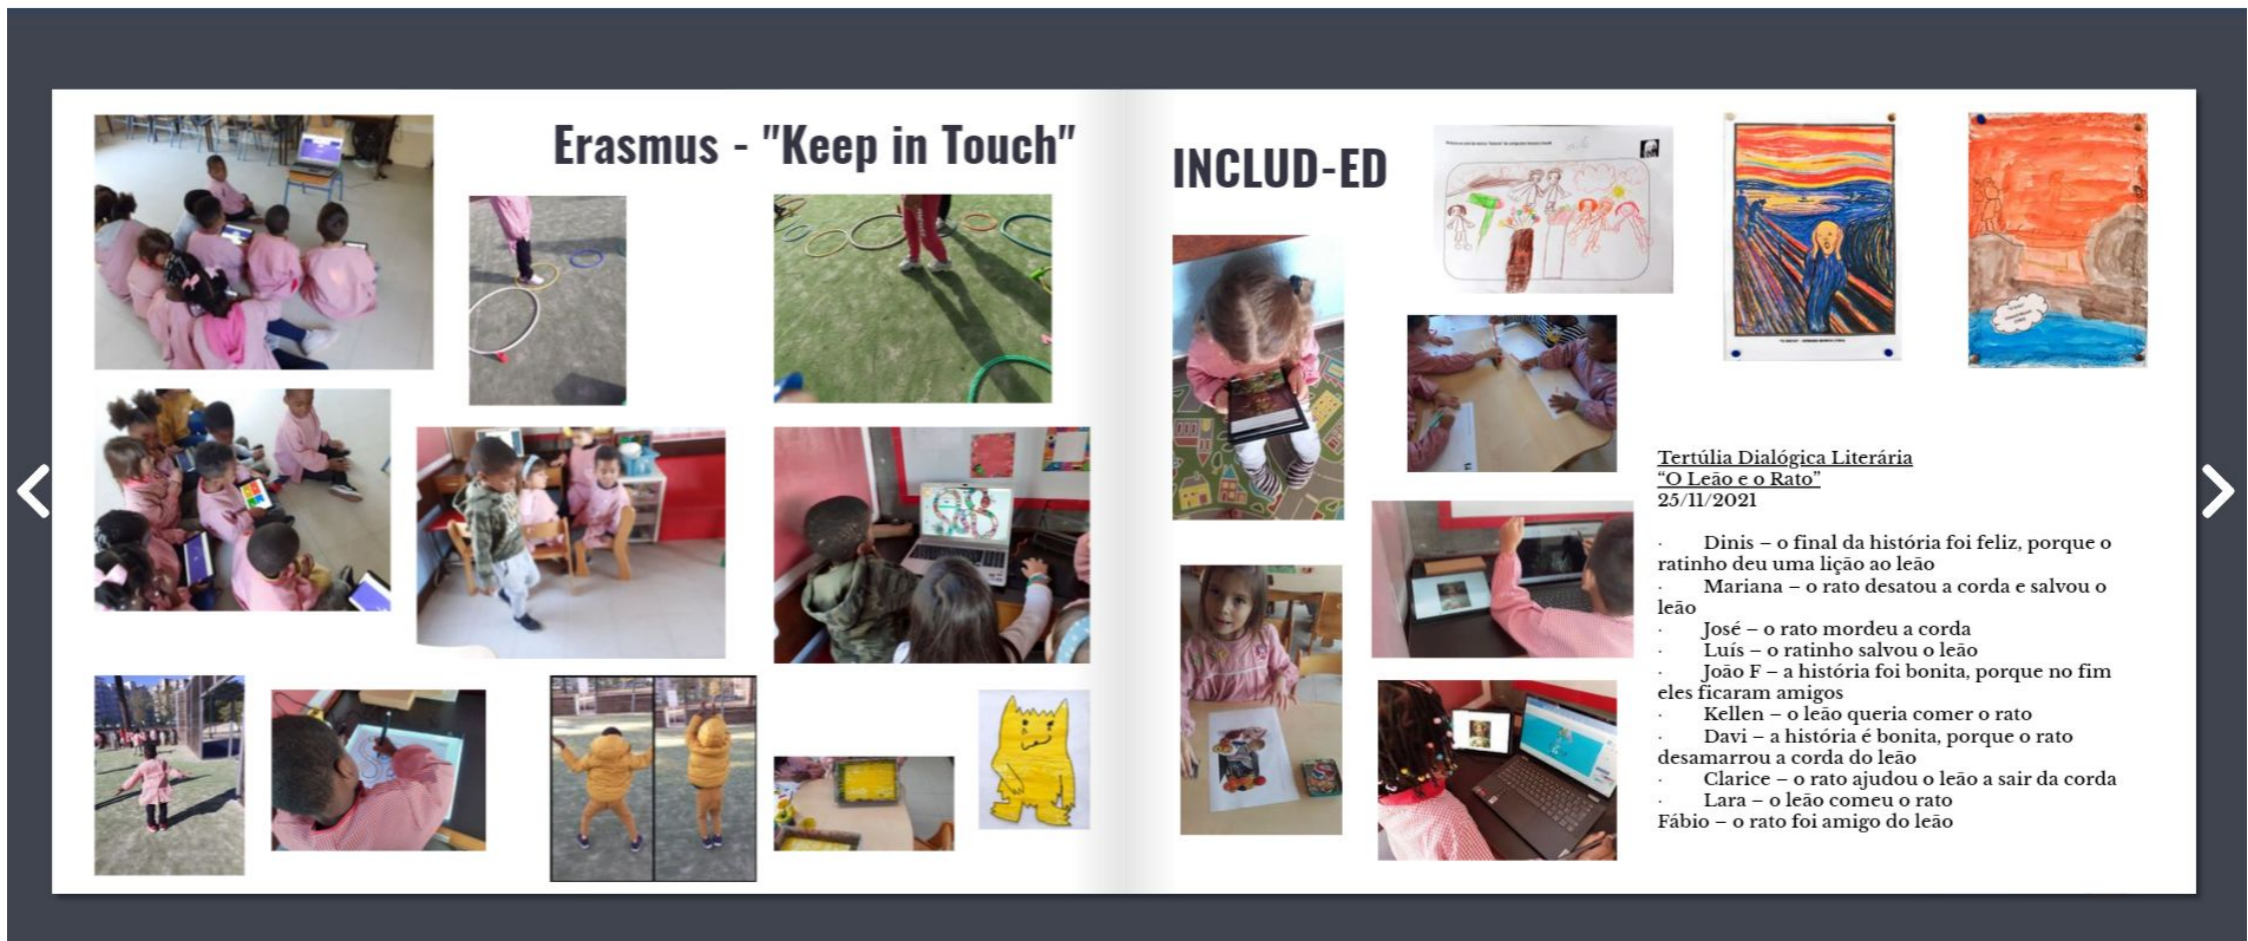 Erasmus - "Keep in Touch"
INCLUD-ED
Tertúlia Dialógica Literária
“O Leão e o Rato”
25/11/2021
· Dinis – o final da história foi feliz, porque o
ratinho deu uma lição ao leão
· Mariana – o rato desatou a corda e salvou o
leão
· José – o rato mordeu a corda
· Luís – o ratinho salvou o leão
· João F – a história foi bonita, porque no fim
eles ficaram amigos
· Kellen – o leão queria comer o rato
· Davi – a história é bonita, porque o rato
desamarrou a corda do leão
· Clarice – o rato ajudou o leão a sair da corda
· Lara – o leão comeu o rato
Fábio – o rato foi amigo do leão